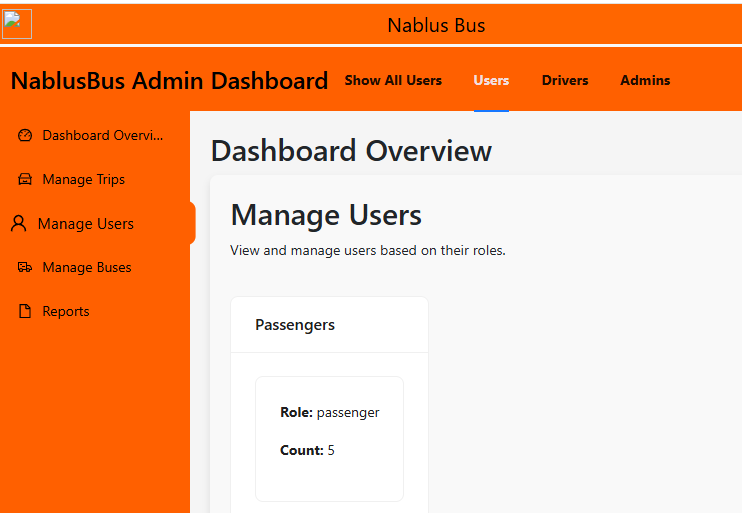 Nablus Bus
NablusBus Admin Dashboard Show All Users Users Drivers Admins
Dashboard Overvi...
Manage Trips
Manage Users
Manage Buses
Reports
Dashboard Overview
Manage Users
View and manage users based on their roles.
Passengers
Role: passenger
Count: 5